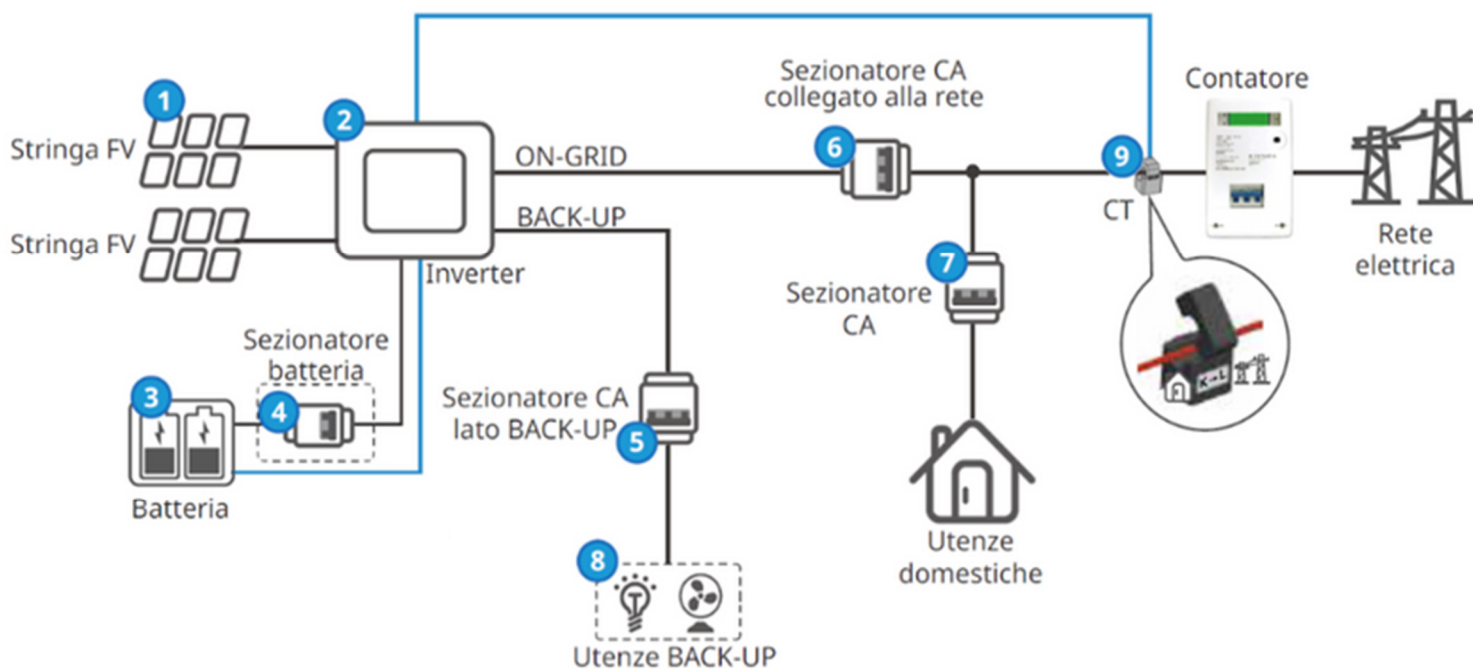 Sezionatore CA
collegato alla rete
Contatore
1
2
Stringa FV
ON-GRID
6
9
CT
BACK-UP
Stringa FV
Inverter
Rete
elettrica
7
Sezionatore
CA
Sezionatore
batteria
3
4
K→L
Sezionatore CA
lato BACK-UP
5
Batteria
Utenze
domestiche
8
Utenze BACK-UP